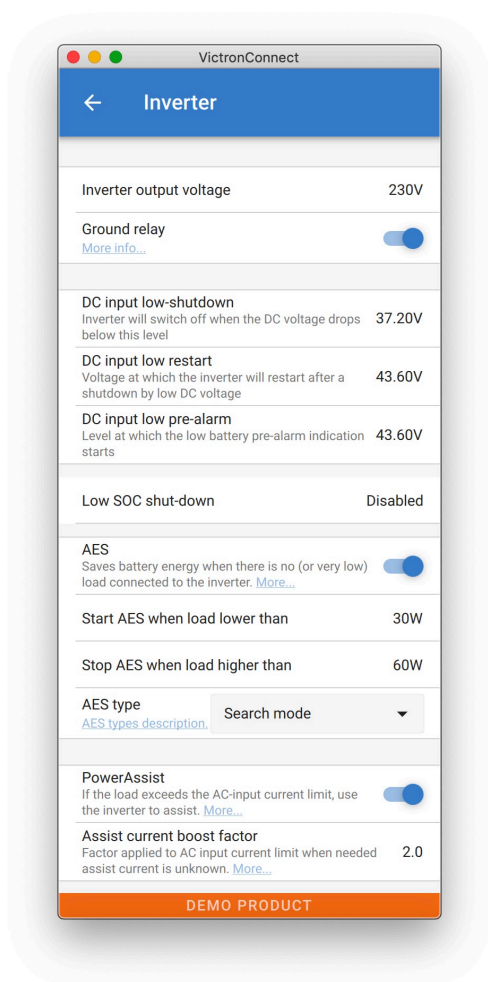 VictronConnect
Inverter
Inverter output voltage 230V
Ground relay
More info...
DC input low-shutdown
Inverter will switch off when the DC voltage drops 37.20V
below this level
DC input low restart
Voltage at which the inverter will restart after a 43.60V
shutdown by low DC voltage
DC input low pre-alarm
Level at which the low battery pre-alarm indication 43.60V
starts
Low SOC shut-down Disabled
AES
Saves battery energy when there is no (or very low)
load connected to the inverter. More...
Start AES when load lower than 30W
Stop AES when load higher than 60W
AES type Search mode
AES types description.
PowerAssist
If the load exceeds the AC-input current limit, use
the inverter to assist. More...
Assist current boost factor
Factor applied to AC input current limit when needed 2.0
assist current is unknown. More...
DEMO PRODUCT